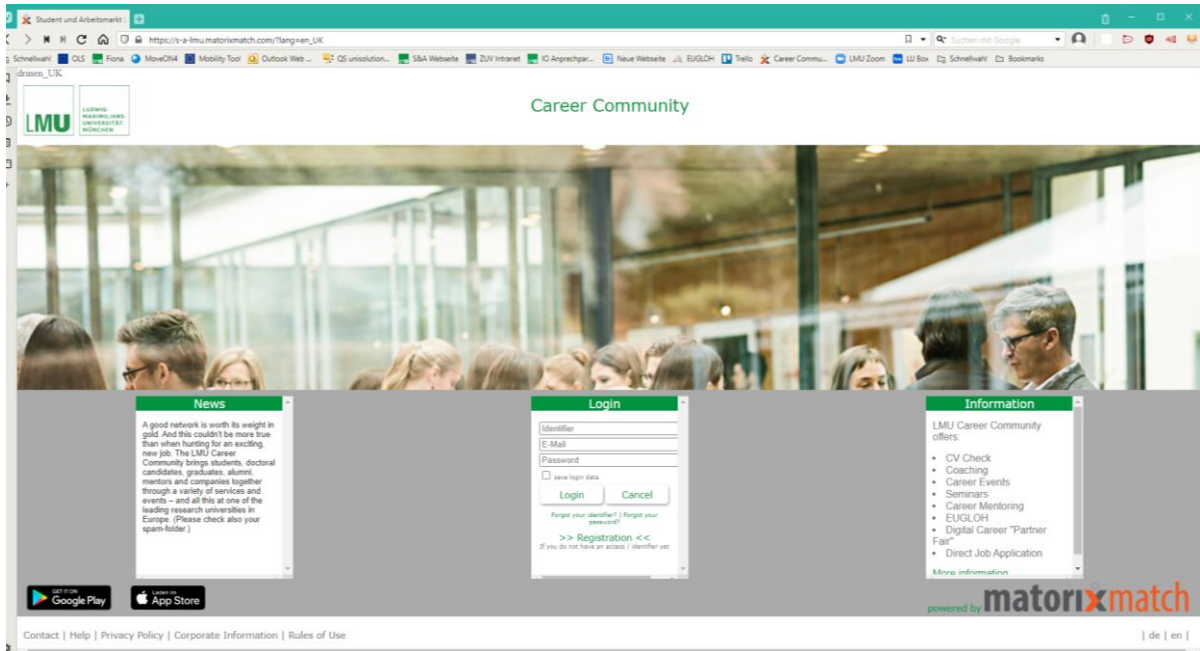 Student und Arbeitsmarkt :
https://s-a-lmu.matorixmatch.com/?lang=en_UK
Suchen mit Google
Schnellwahl OLS Fiona MoveON4 Mobility Tool Outlook Web ... QS unisolution... S&A Webseite ZUV Intranet IO Anprechpar... Neue Webseite EUGLOH Trello Career Commu... LMU Zoom LU Box Schnellwahl Bookmarks
drinen_UK
LMU
LUDWIG-
MAXIMILIANS-
UNIVERSITÄT
MÜNCHEN
Career Community
News
A good network is worth its weight in
gold. And this couldn't be more true
than when hunting for an exciting,
new job. The LMU Career
Community brings students, doctoral
candidates, graduates, alumni,
mentors and companies together
through a variety of services and
events – and all this at one of the
leading research universities in
Europe. (Please check also your
spam-folder.)
Login
Identifier
E-Mail
Password
save login data
Login Cancel
Forgot your identifier? | Forgot your
password?
>> Registration <<
If you do not have an access / identifier yet
Information
LMU Career Community
offers:
• CV Check
• Coaching
• Career Events
• Seminars
• Career Mentoring
• EUGLOH
• Digital Career "Partner
Fair"
• Direct Job Application
More information
GET IT ON
Google Play
Laden im
App Store
powered by matorixmatch
Contact | Help | Privacy Policy | Corporate Information | Rules of Use
| de | en |